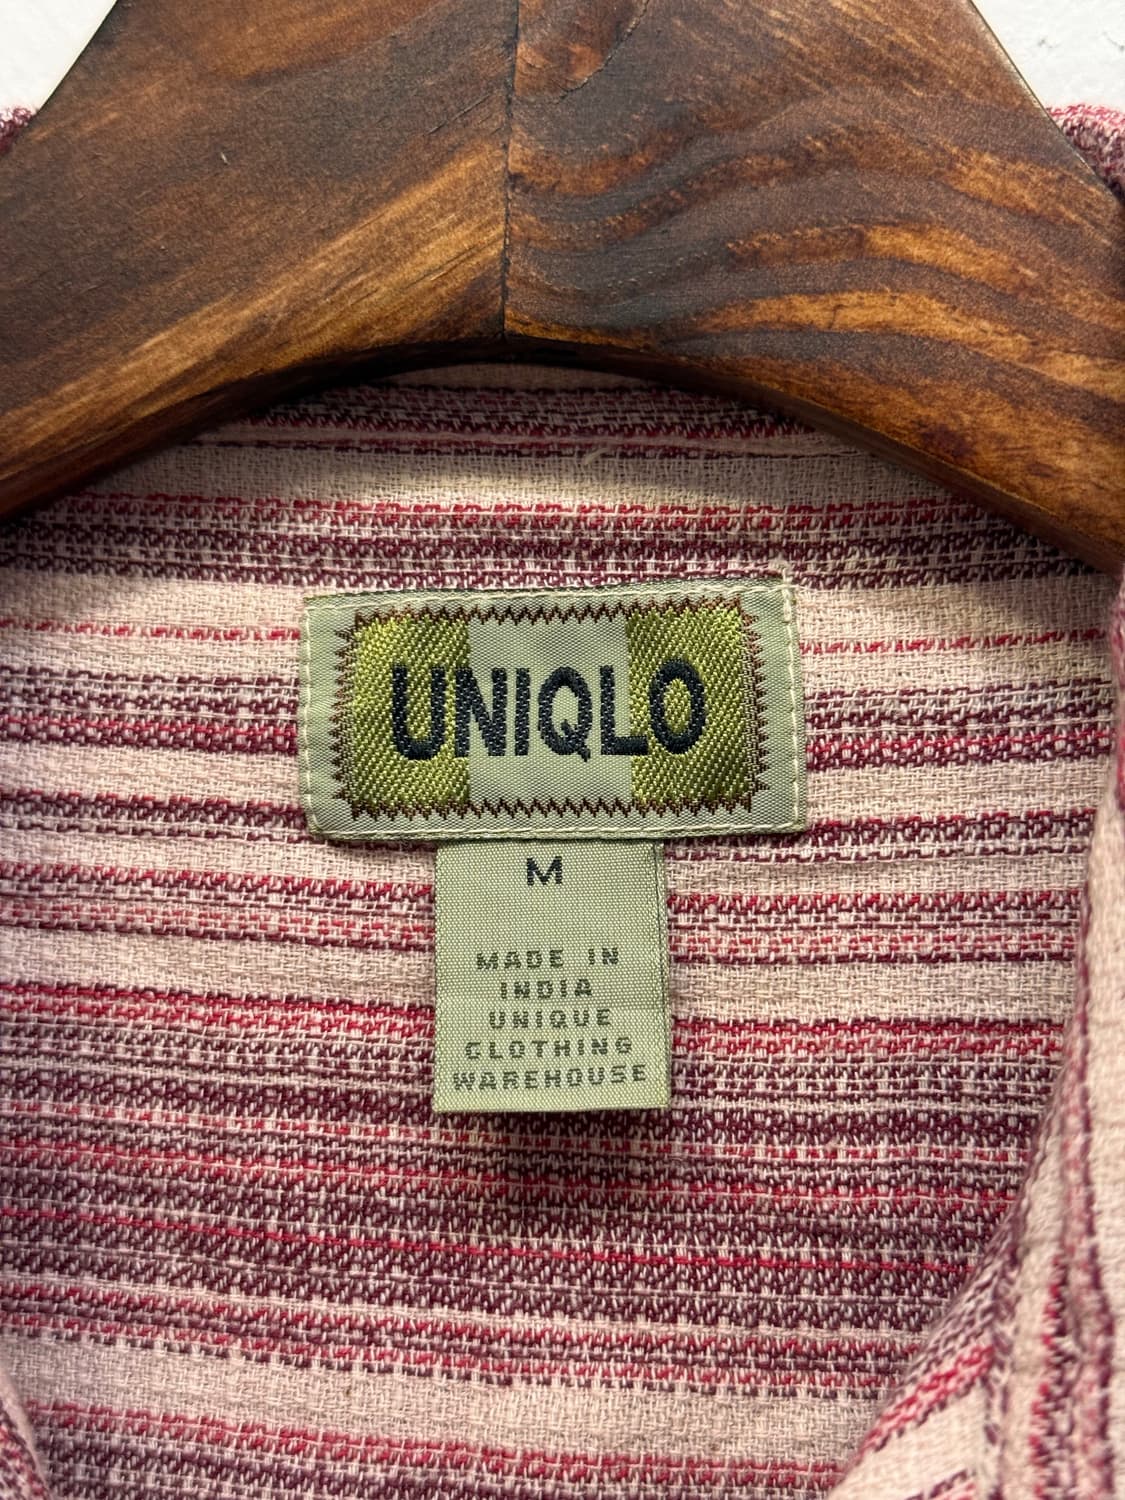 UNIQLO
M
MADE IN
INDIA
UNIQUE
CLOTHING
WAREHOUSE